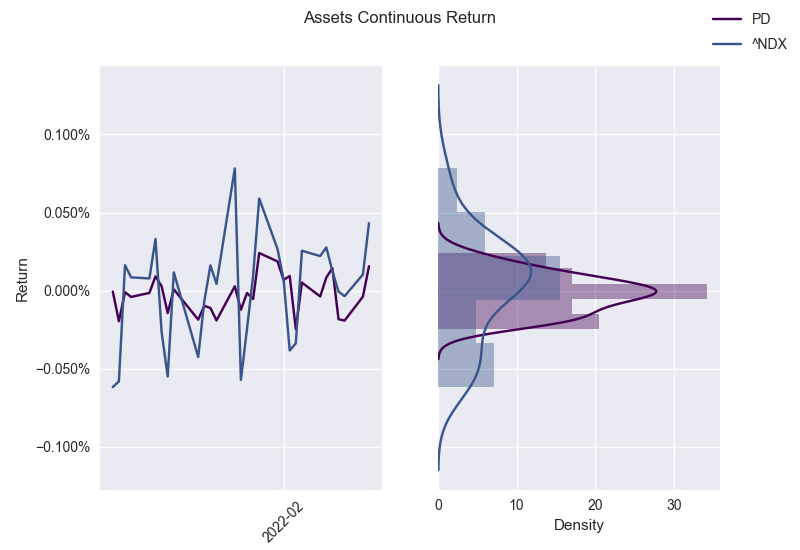 Assets Continuous Return
PD
^NDX
Return
0.100%
0.050%
0.000%
−0.050%
−0.100%
2022-02
0 10 20 30
Density